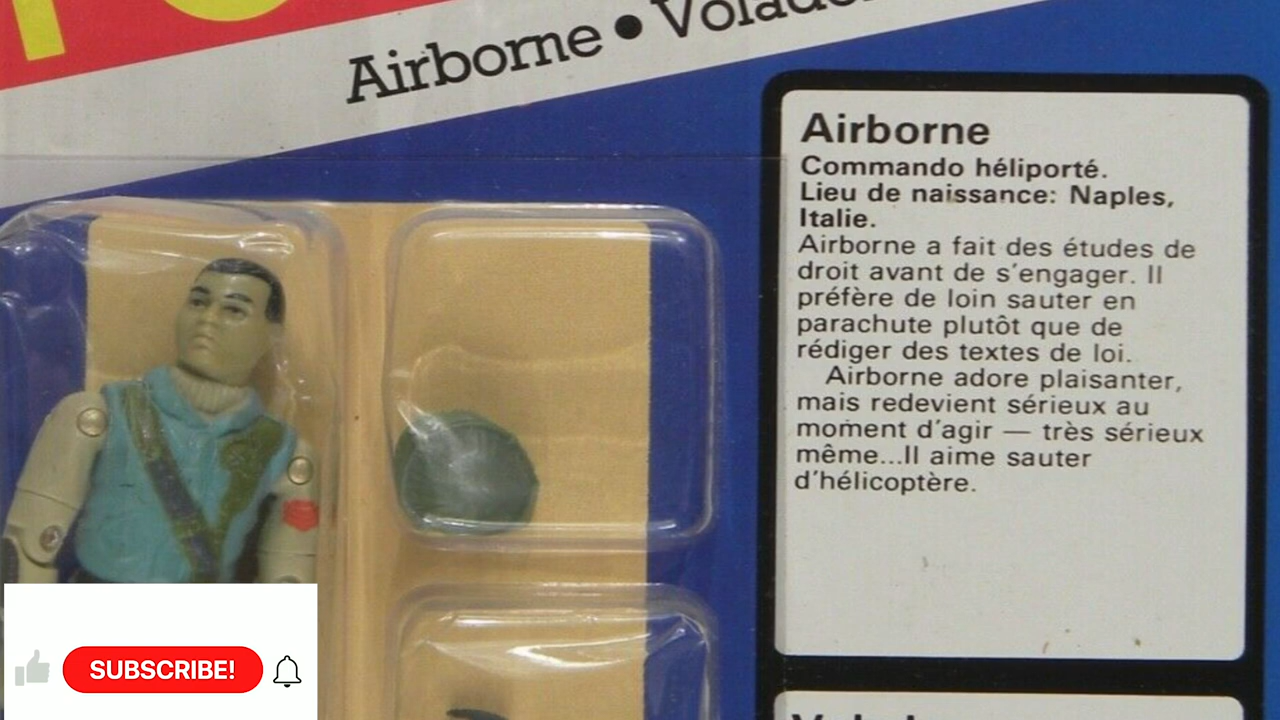 Airborne •
Airborne
Commando héliporté.
Lieu de naissance: Naples,
Italie.
Airborne a fait des études de
droit avant de s'engager. Il
préfère de loin sauter en
parachute plutôt que de
rédiger des textes de loi.
Airborne adore plaisanter,
mais redevient sérieux au
moment d'agir — très sérieux
même...Il aime sauter
d'hélicoptère.
SUBSCRIBE!